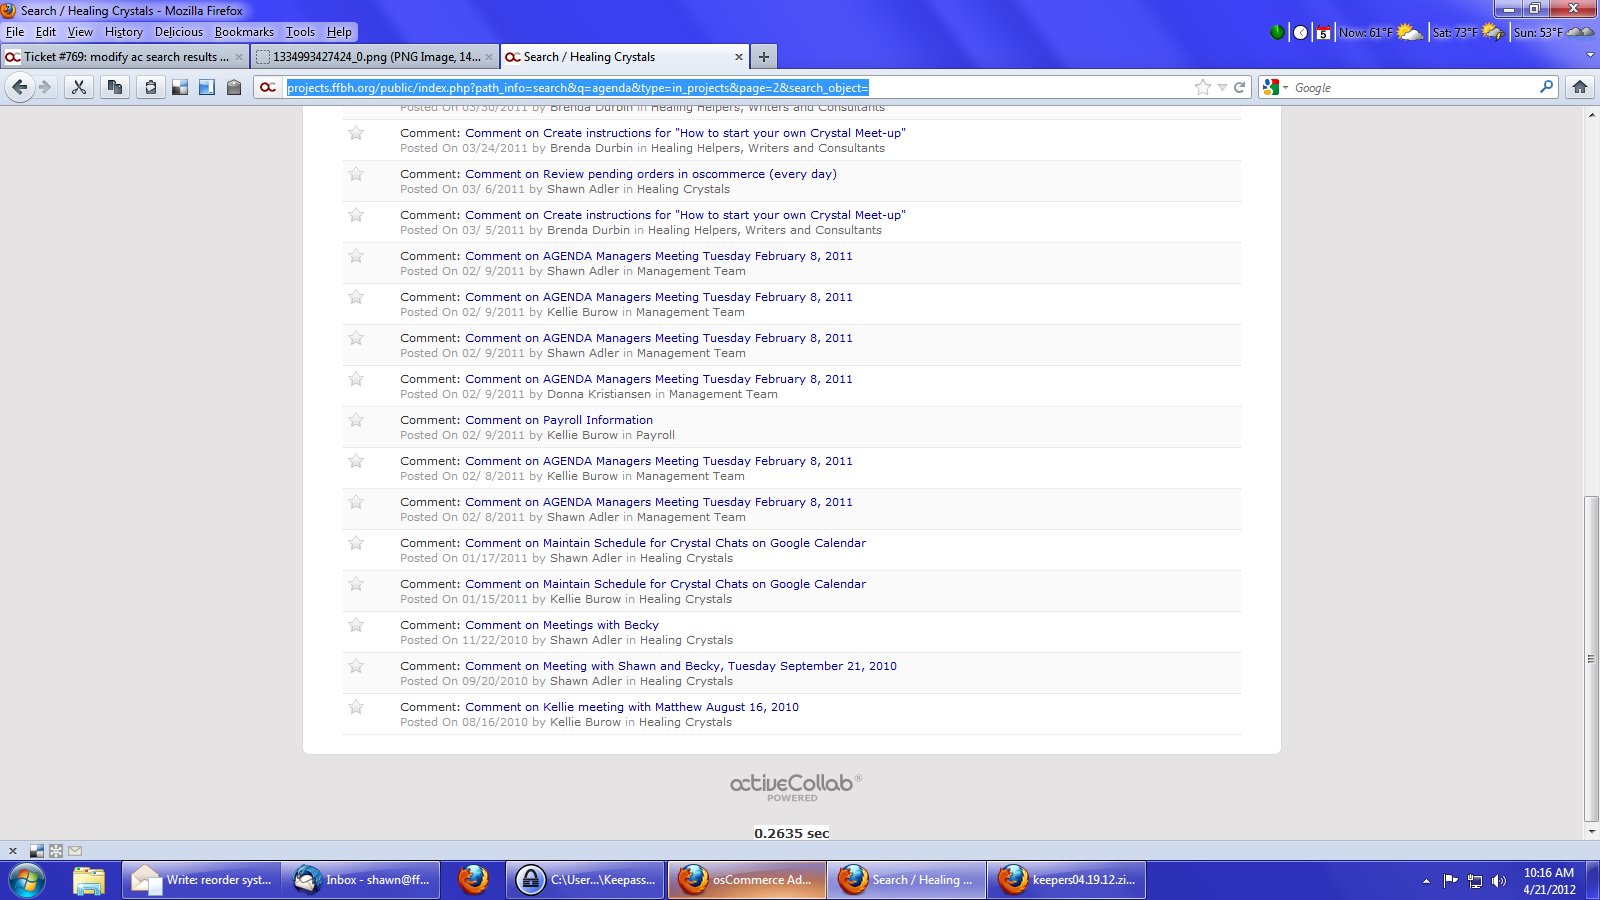 Search / Healing Crystals - Mozilla Firefox
File Edit View History Delicious Bookmarks Tools Help
Now: 61°F Sat: 73°F Sun: 53°F
5
Ticket #769: modify ac search results ...
1334993427424_0.png (PNG Image, 14...
Search / Healing Crystals
projects.ffbh.org/public/index.php?path_info=search&q=agenda&type=in_projects&page=2&search_object=
Google
Posted On 03/30/2011 by Brenda Durbin in Healing Helpers, Writers and Consultants
Comment: Comment on Create instructions for "How to start your own Crystal Meet-up"
Posted On 03/24/2011 by Brenda Durbin in Healing Helpers, Writers and Consultants
Comment: Comment on Review pending orders in oscommerce (every day)
Posted On 03/ 6/2011 by Shawn Adler in Healing Crystals
Comment: Comment on Create instructions for "How to start your own Crystal Meet-up"
Posted On 03/ 5/2011 by Brenda Durbin in Healing Helpers, Writers and Consultants
Comment: Comment on AGENDA Managers Meeting Tuesday February 8, 2011
Posted On 02/ 9/2011 by Shawn Adler in Management Team
Comment: Comment on AGENDA Managers Meeting Tuesday February 8, 2011
Posted On 02/ 9/2011 by Kellie Burow in Management Team
Comment: Comment on AGENDA Managers Meeting Tuesday February 8, 2011
Posted On 02/ 9/2011 by Shawn Adler in Management Team
Comment: Comment on AGENDA Managers Meeting Tuesday February 8, 2011
Posted On 02/ 9/2011 by Donna Kristiansen in Management Team
Comment: Comment on Payroll Information
Posted On 02/ 9/2011 by Kellie Burow in Payroll
Comment: Comment on AGENDA Managers Meeting Tuesday February 8, 2011
Posted On 02/ 8/2011 by Kellie Burow in Management Team
Comment: Comment on AGENDA Managers Meeting Tuesday February 8, 2011
Posted On 02/ 8/2011 by Shawn Adler in Management Team
Comment: Comment on Maintain Schedule for Crystal Chats on Google Calendar
Posted On 01/17/2011 by Shawn Adler in Healing Crystals
Comment: Comment on Maintain Schedule for Crystal Chats on Google Calendar
Posted On 01/15/2011 by Kellie Burow in Healing Crystals
Comment: Comment on Meetings with Becky
Posted On 11/22/2010 by Shawn Adler in Healing Crystals
Comment: Comment on Meeting with Shawn and Becky, Tuesday September 21, 2010
Posted On 09/20/2010 by Shawn Adler in Healing Crystals
Comment: Comment on Kellie meeting with Matthew August 16, 2010
Posted On 08/16/2010 by Kellie Burow in Healing Crystals
activeCollab®
POWERED
0.2635 sec
Write: reorder syst...
Inbox - shawn@ff...
C:\User...\Keepass...
osCommerce Ad...
Search / Healing ...
keepers04.19.12.zi...
10:16 AM
4/21/2012